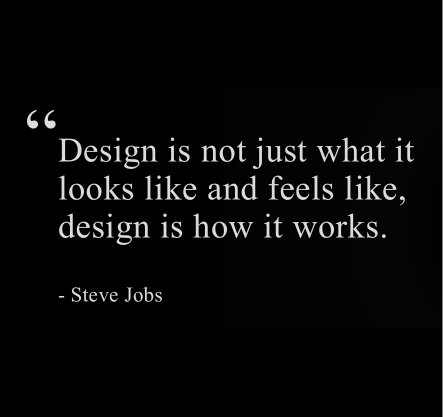 “
Design is not just what it
looks like and feels like,
design is how it works.
- Steve Jobs